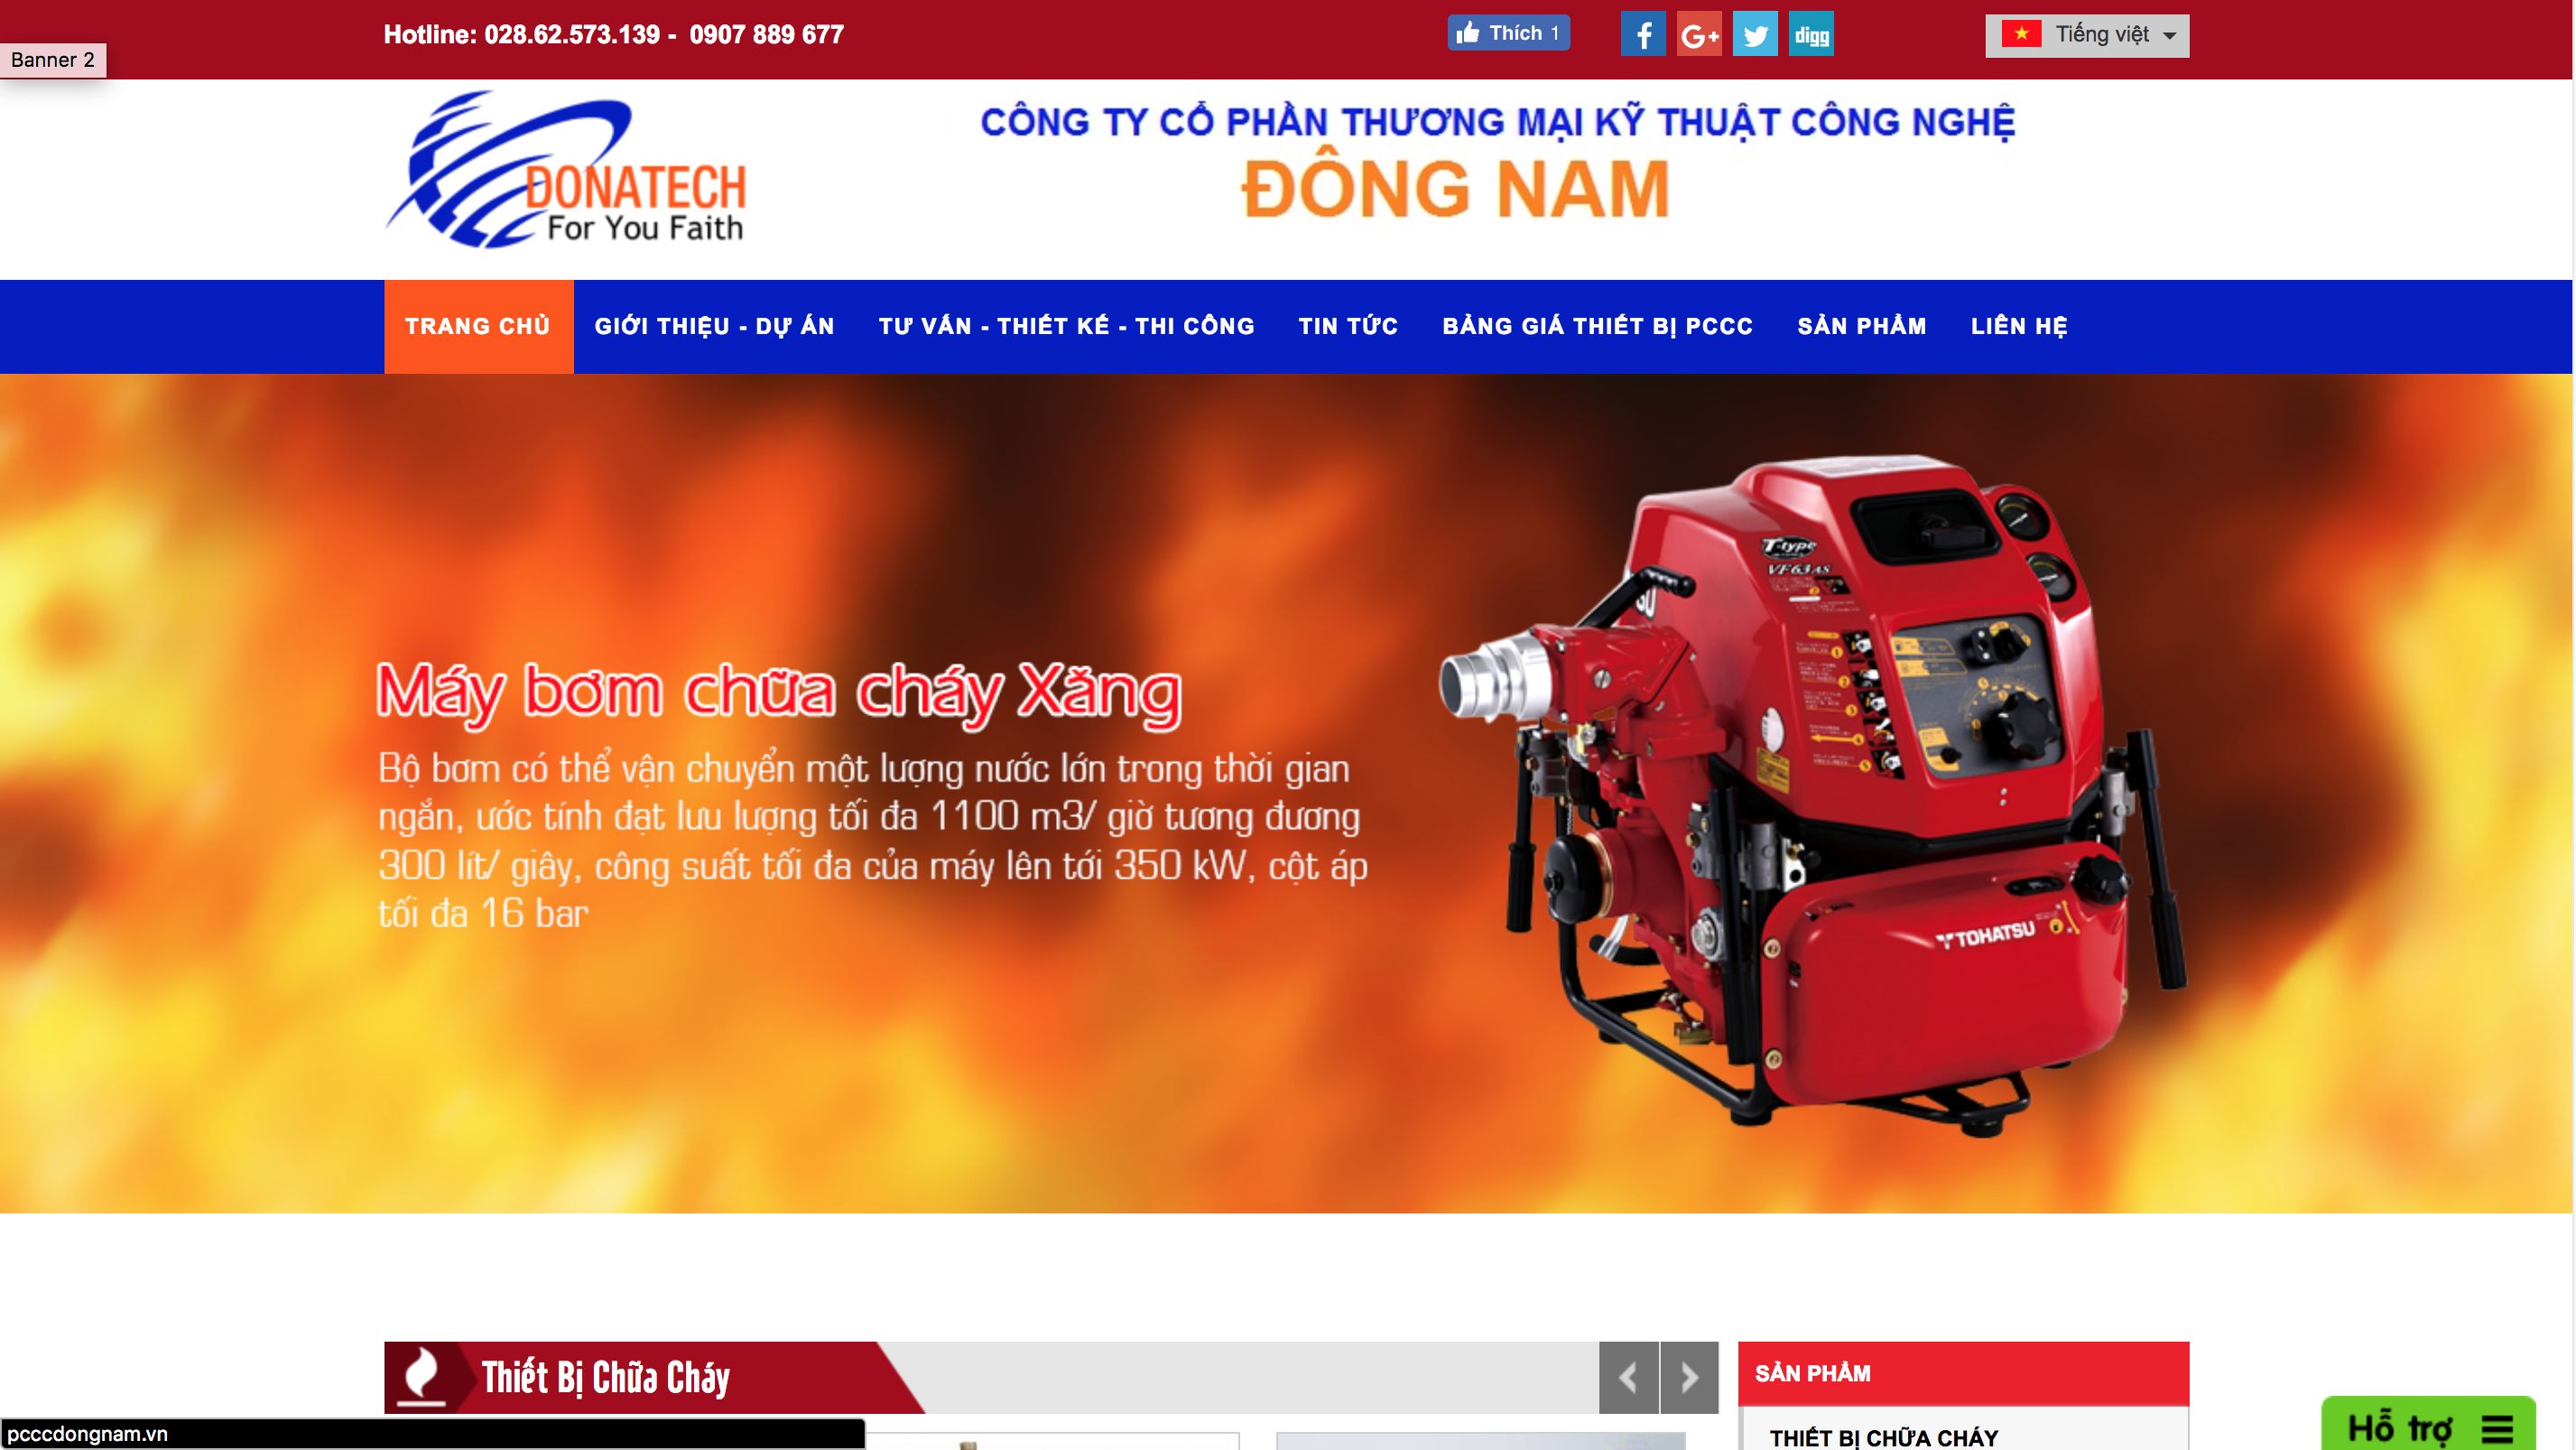 Hotline: 028.62.573.139 - 0907 889 677
Thích 1
G+
digg
Tiếng việt
Banner 2
DONATECH
For You Faith
CÔNG TY CỔ PHẦN THƯƠNG MẠI KỸ THUẬT CÔNG NGHỆ
ĐÔNG NAM
TRANG CHỦ
GIỚI THIỆU - DỰ ÁN
TƯ VẤN - THIẾT KẾ - THI CÔNG
TIN TỨC
BẢNG GIÁ THIẾT BỊ PCCC
SẢN PHẨM
LIÊN HỆ
T-type
VF63AS
Máy bơm chữa cháy Xăng
Bộ bơm có thể vận chuyển một lượng nước lớn trong thời gian
ngắn, ước tính đạt lưu lượng tối đa 1100 m3/ giờ tương đương
300 lít/ giây, công suất tối đa của máy lên tới 350 kW, cột áp
tối đa 16 bar
TOHATSU
Thiết Bị Chữa Cháy
SẢN PHẨM
THIẾT BỊ CHỮA CHÁY
Hỗ trợ
pcccdongnam.vn